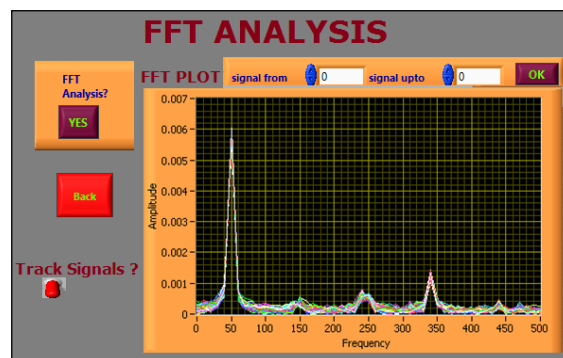 FFT ANALYSIS
FFT
Analysis?
YES
FFT PLOT
signal from
0
signal upto
0
OK
Back
Track Signals ?
Amplitude
0.007
0.006
0.005
0.004
0.003
0.002
0.001
0
0 50 100 150 200 250 300 350 400 450 500
Frequency